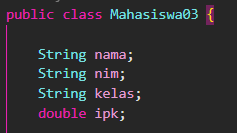 public class Mahasiswa03 {
String nama;
String nim;
String kelas;
double ipk;